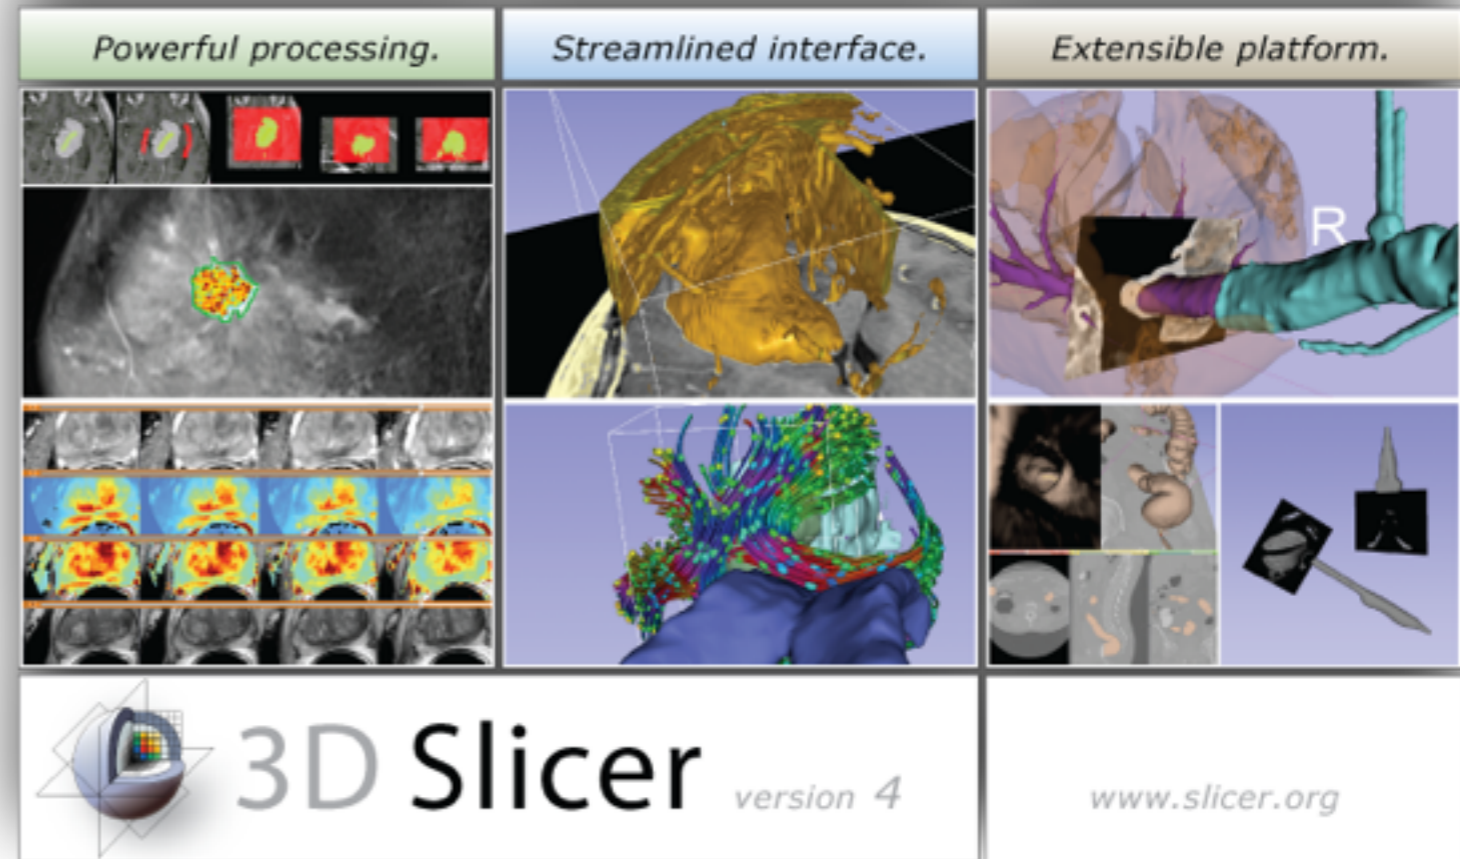 Powerful processing.
Streamlined interface.
Extensible platform.
R
3D Slicer version 4
www.slicer.org